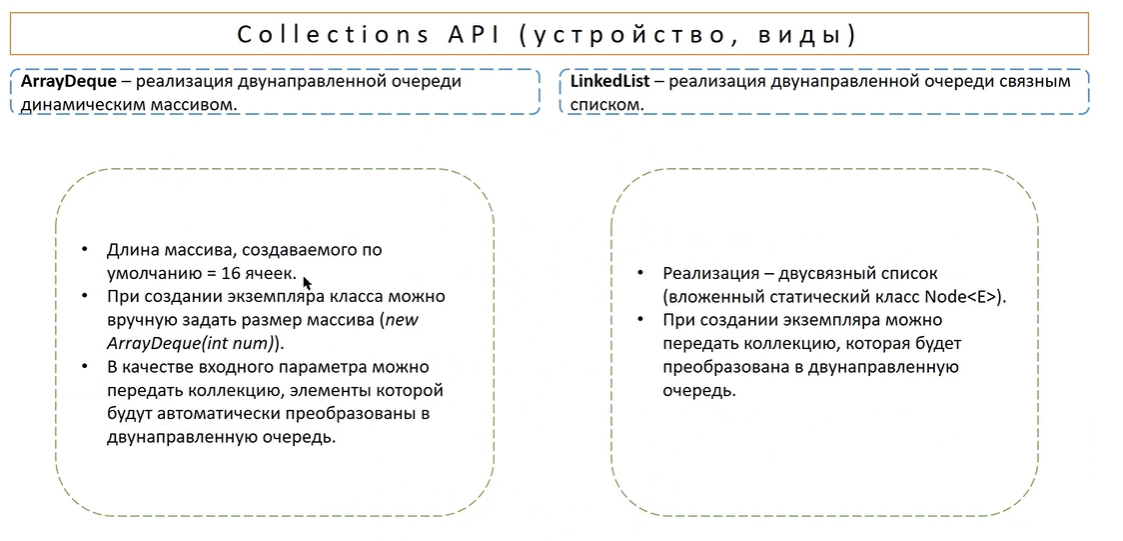 Collections API (устройство, виды)
ArrayDeque – реализация двунаправленной очереди
динамическим массивом.
LinkedList – реализация двунаправленной очереди связным
списком.
• Длина массива, создаваемого по
умолчанию = 16 ячеек.
• При создании экземпляра класса можно
вручную задать размер массива (new
ArrayDeque(int num)).
• В качестве входного параметра можно
передать коллекцию, элементы которой
будут автоматически преобразованы в
двунаправленную очередь.
• Реализация – двусвязный список
(вложенный статический класс Node<E>).
• При создании экземпляра можно
передать коллекцию, которая будет
преобразована в двунаправленную
очередь.